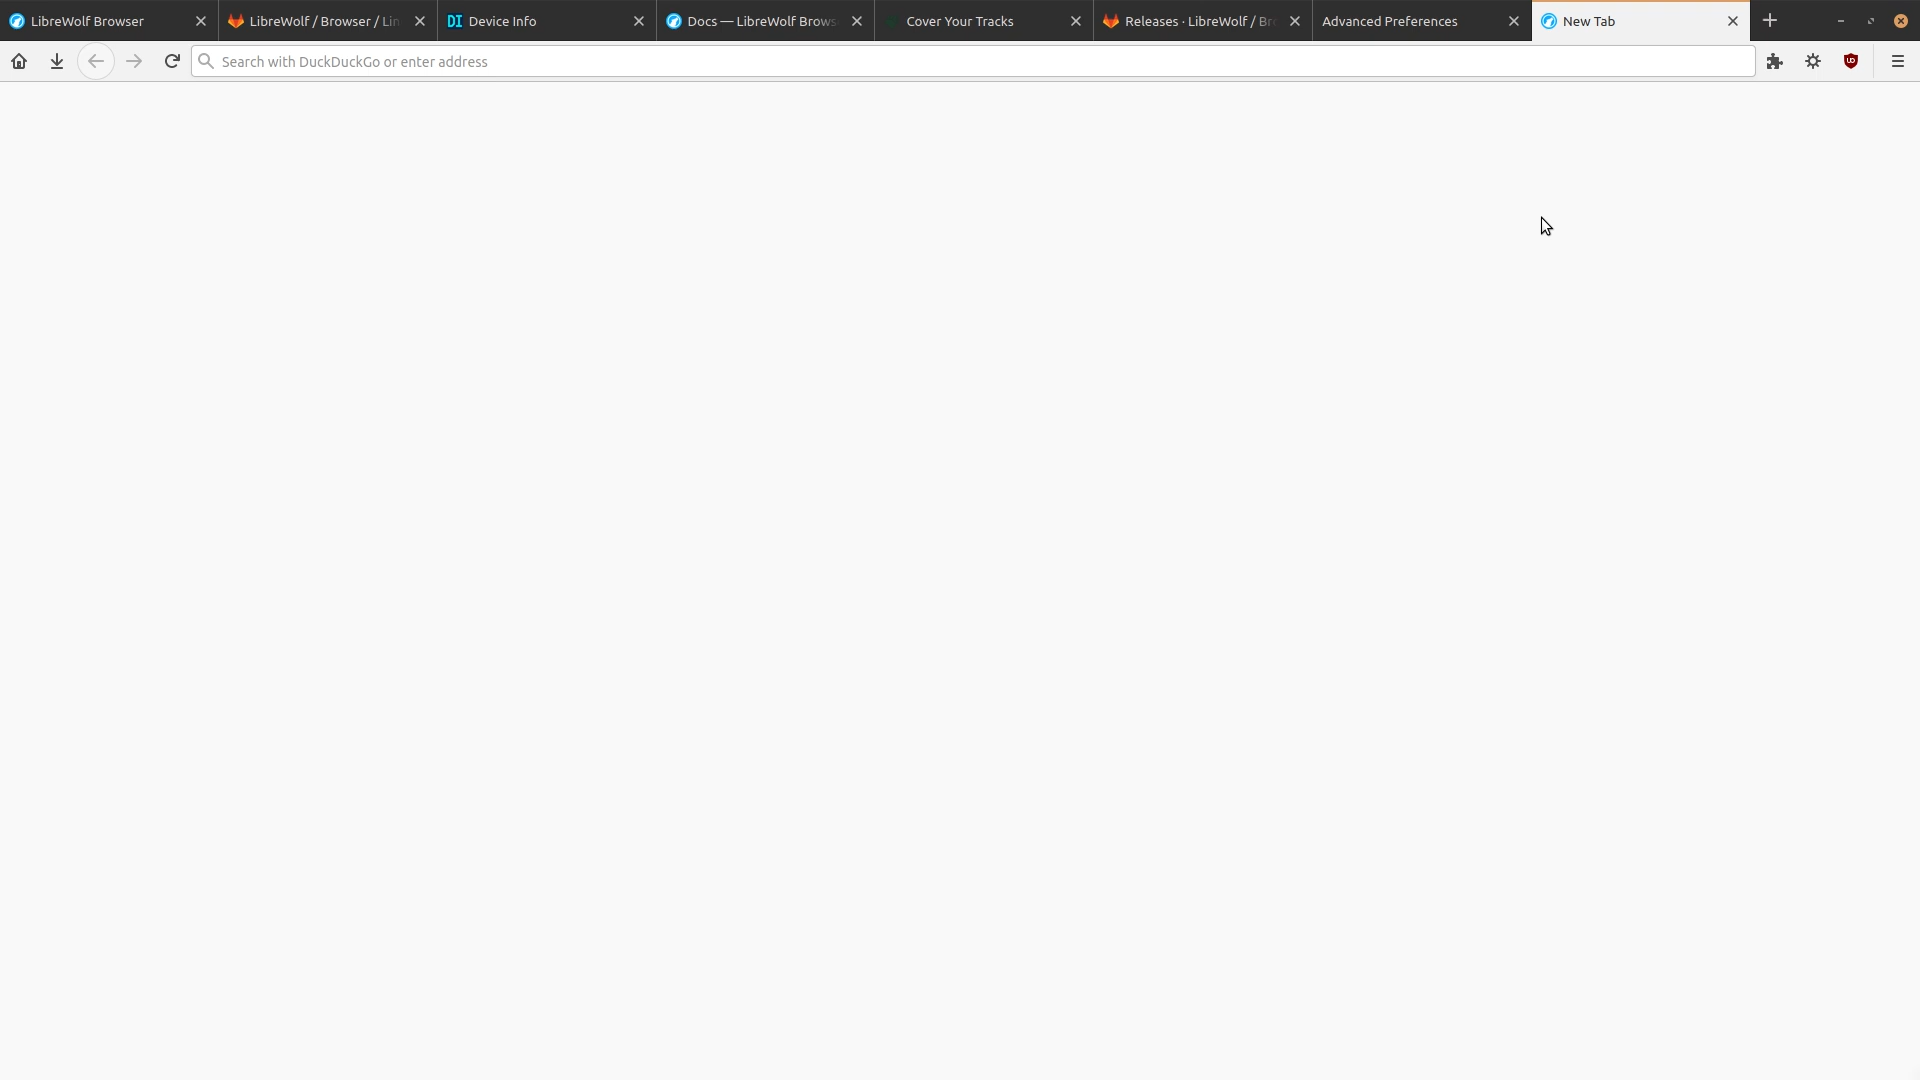 LibreWolf Browser
LibreWolf / Browser / Lin
DI Device Info
Docs — LibreWolf Brows
Cover Your Tracks
Releases · LibreWolf / Br
Advanced Preferences
New Tab
Search with DuckDuckGo or enter address